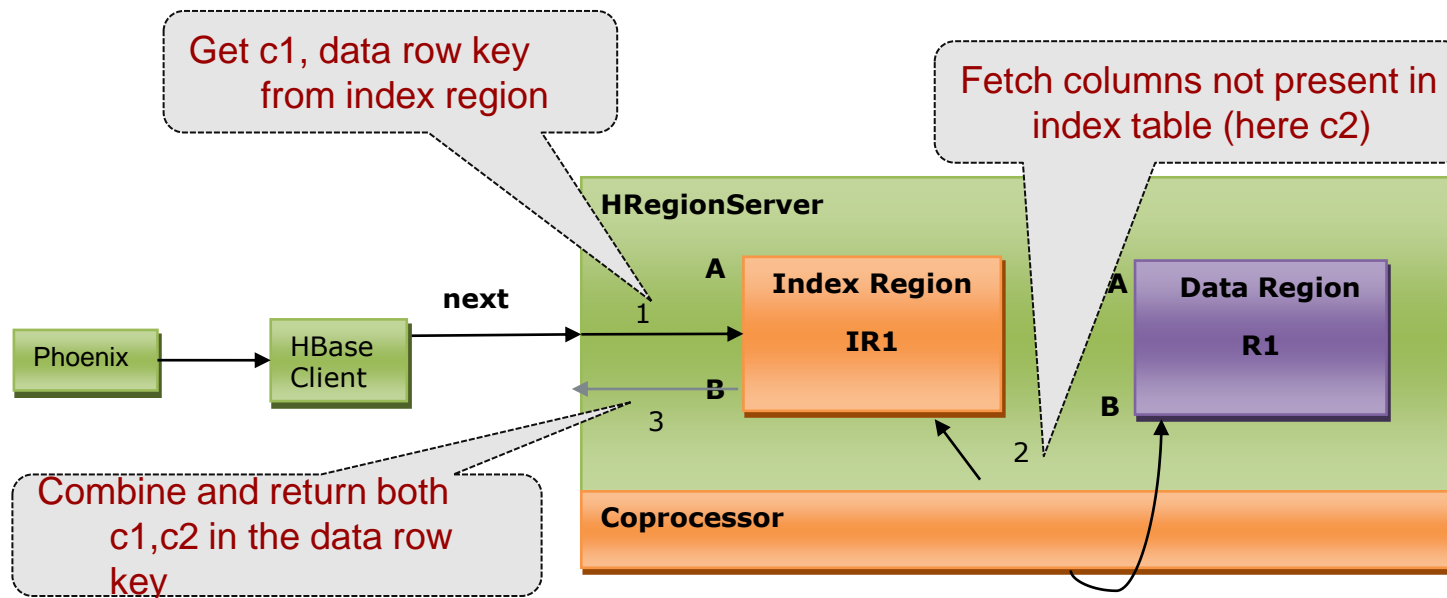 Get c1, data row key
from index region
Fetch columns not present in
index table (here c2)
HRegionServer
A
Index Region
IR1
B
A
Data Region
R1
B
next
1
Phoenix
HBase
Client
3
2
Combine and return both
c1,c2 in the data row
key
Coprocessor